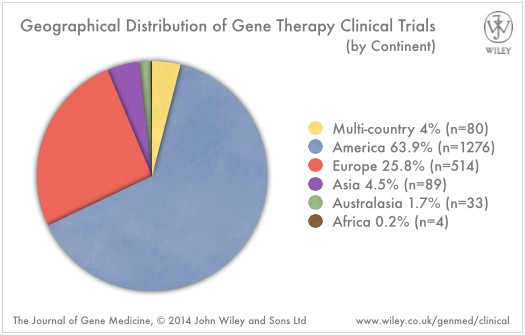 Geographical Distribution of Gene Therapy Clinical Trials
(by Continent)
WILEY
Multi-country 4% (n=80)
America 63.9% (n=1276)
Europe 25.8% (n=514)
Asia 4.5% (n=89)
Australasia 1.7% (n=33)
Africa 0.2% (n=4)
The Journal of Gene Medicine, © 2014 John Wiley and Sons Ltd
www.wiley.co.uk/genmed/clinical